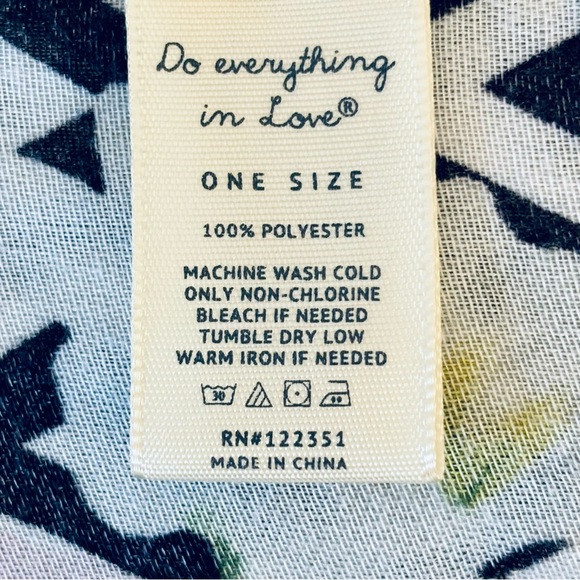 Do everything
in Love®
ONE SIZE
100% POLYESTER
MACHINE WASH COLD
ONLY NON-CHLORINE
BLEACH IF NEEDED
TUMBLE DRY LOW
WARM IRON IF NEEDED
30
RN#122351
MADE IN CHINA